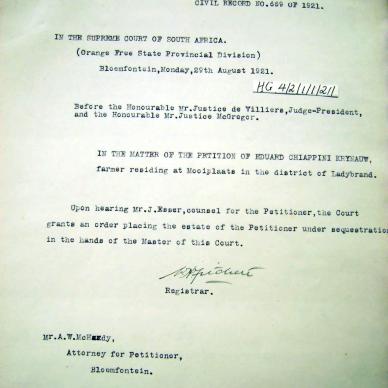 CIVIL RECORD NO.669 OF 1921.
IN THE SUPREME COURT OF SOUTH AFRICA.
(Orange Free State Provincial Division)
Bloemfontein,Monday,29th August 1921.
HG 4/2/1/1/211
Before the Honourable Mr.Justice de Villiers,Judge-President,
and the Honourable Mr.Justice McGregor.
IN THE MATTER OF THE PETITION OF EDUARD CHIAPPINI KRYNAUW,
farmer residing at Mooiplaats in the district of Ladybrand.
Upon hearing Mr.J.Esser,counsel for the Petitioner,the Court
grants an order placing the estate of the Petitioner under sequestration
in the hands of the Master of this Court.
Registrar.
Mr.A.W.McHardy,
Attorney for Petitioner,
Bloemfontein.